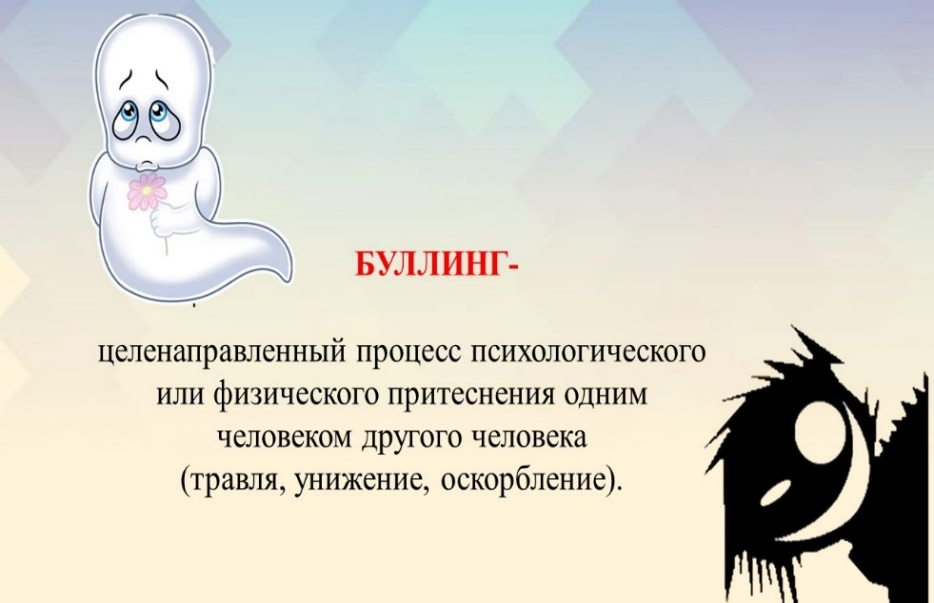 БУЛЛИНГ-
целенаправленный процесс психологического
или физического притеснения одним
человеком другого человека
(травля, унижение, оскорбление).